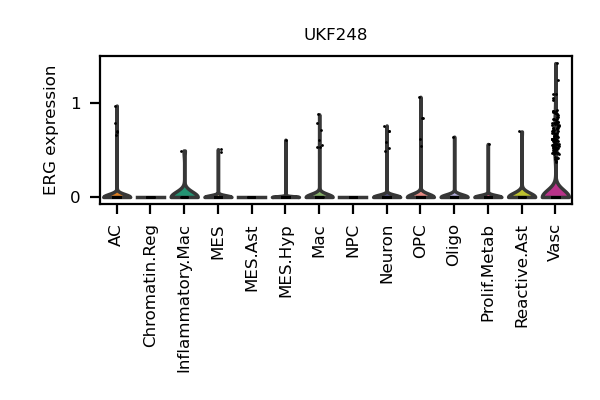 UKF248
ERG expression
1
0
AC
Chromatin.Reg
Inflammatory.Mac
MES
MES.Ast
MES.Hyp
Mac
NPC
Neuron
OPC
Oligo
Prolif.Metab
Reactive.Ast
Vasc